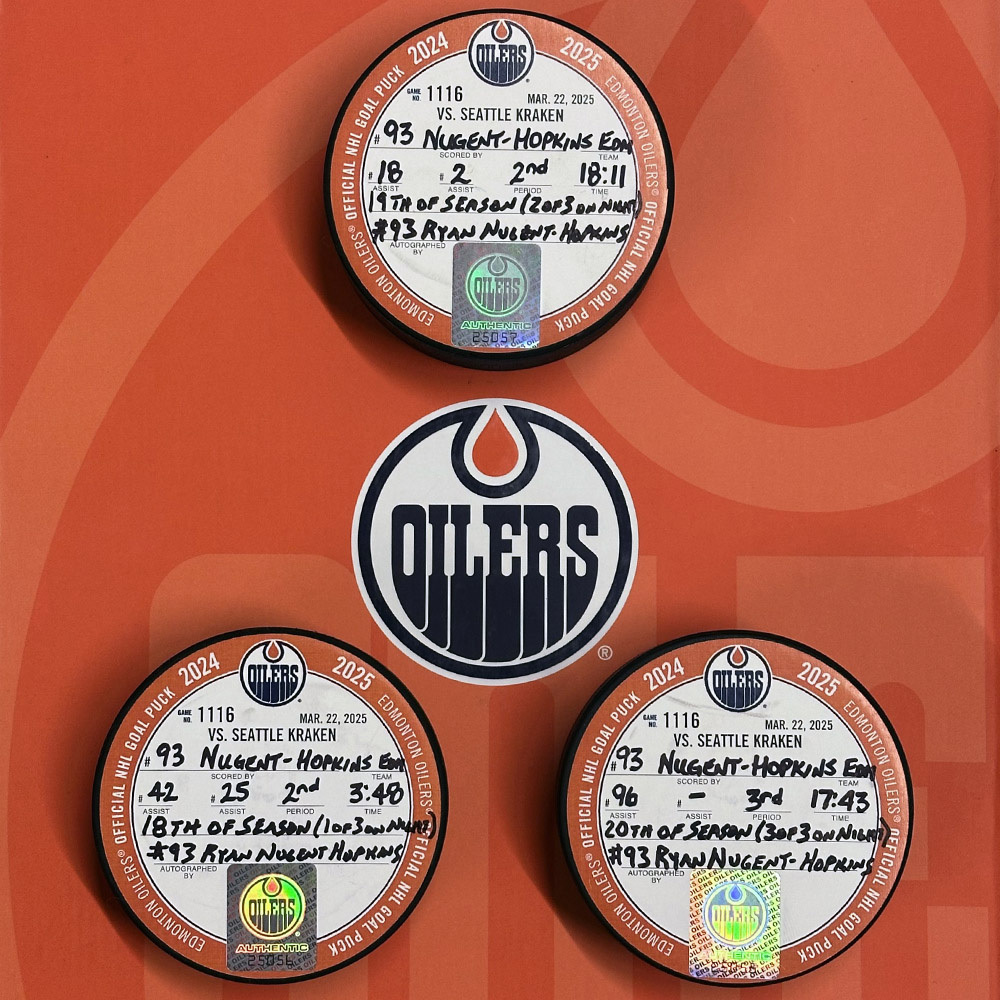 2024 2025
OFFICIAL NHL GOAL PUCK
EDMONTON OILERS®
OFFICIAL NHL GOAL PUCK
EDMONTON OILERS®
OILERS
GAME NO. 1116 MAR. 22, 2025
VS. SEATTLE KRAKEN
#93 NUGENT-HOPKINS EDM
SCORED BY TEAM
#18 #2 2nd 18:11
ASSIST ASSIST PERIOD TIME
19TH OF SEASON (2 OF 3 ON NIGHT)
#93 RYAN NUGENT-HOPKINS
AUTOGRAPHED BY
OILERS
AUTHENTIC
25057
OILERS
®
2024 2025
OFFICIAL NHL GOAL PUCK
EDMONTON OILERS®
OFFICIAL NHL GOAL PUCK
EDMONTON OILERS®
OILERS
GAME NO. 1116 MAR. 22, 2025
VS. SEATTLE KRAKEN
#93 NUGENT-HOPKINS EDM
SCORED BY TEAM
#42 #25 2nd 3:48
ASSIST ASSIST PERIOD TIME
18TH OF SEASON (1 OF 3 ON NIGHT)
#93 RYAN NUGENT HOPKINS
AUTOGRAPHED BY
OILERS
AUTHENTIC
25056
2024 2025
OFFICIAL NHL GOAL PUCK
EDMONTON OILERS®
OFFICIAL NHL GOAL PUCK
EDMONTON OILERS®
OILERS
GAME NO. 1116 MAR. 22, 2025
VS. SEATTLE KRAKEN
#93 NUGENT-HOPKINS EDM
SCORED BY TEAM
#96 #- 3rd 17:43
ASSIST ASSIST PERIOD TIME
20TH OF SEASON (3 OF 3 ON NIGHT)
#93 RYAN NUGENT-HOPKINS
AUTOGRAPHED BY
OILERS
AUTHENTIC